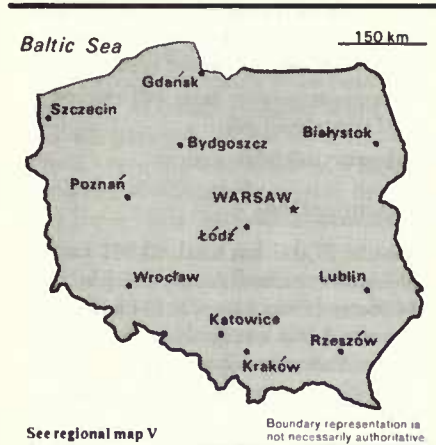 Baltic Sea
150 km
Gdańsk
Szczecin
Bydgoszcz
Białystok
Poznań
WARSAW
Łódź
Wrocław
Lublin
Katowice
Rzeszów
Kraków
See regional map V
Boundary representation is
not necessarily authoritative